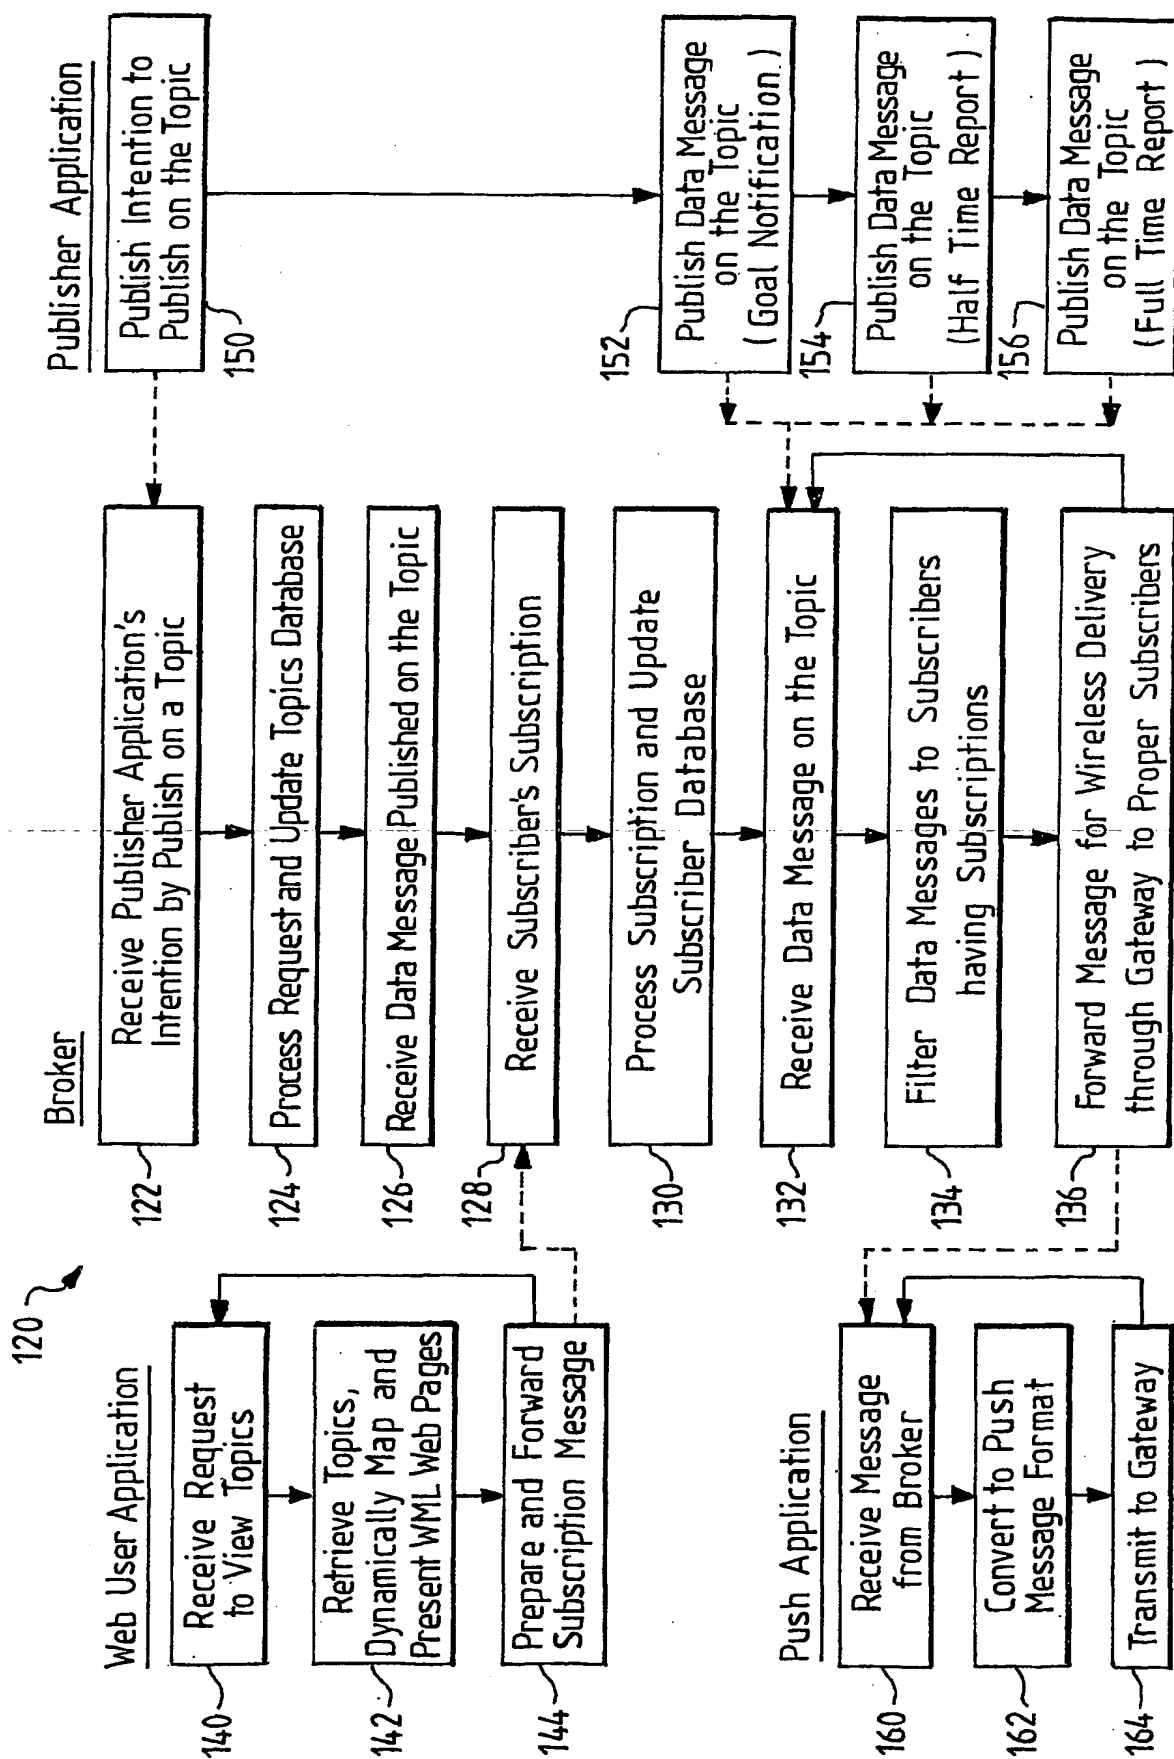 120
Web User Application
Receive Request
to View Topics
140
Retrieve Topics,
Dynamically Map and
Present WML Web Pages
142
Prepare and Forward
Subscription Message
144
Push Application
Receive Message
from Broker
160
Convert to Push
Message Format
162
Transmit to Gateway
164
Broker
Receive Publisher Application's
Intention by Publish on a Topic
122
Process Request and Update Topics Database
124
Receive Data Message Published on the Topic
126
Receive Subscriber's Subscription
128
Process Subscription and Update
Subscriber Database
130
Receive Data Message on the Topic
132
Filter Data Messages to Subscribers
having Subscriptions
134
Forward Message for Wireless Delivery
through Gateway to Proper Subscribers
136
Publisher Application
Publish Intention to
Publish on the Topic
150
Publish Data Message
on the Topic
(Goal Notification)
152
Publish Data Message
on the Topic
(Half Time Report)
154
Publish Data Message
on the Topic
(Full Time Report)
156